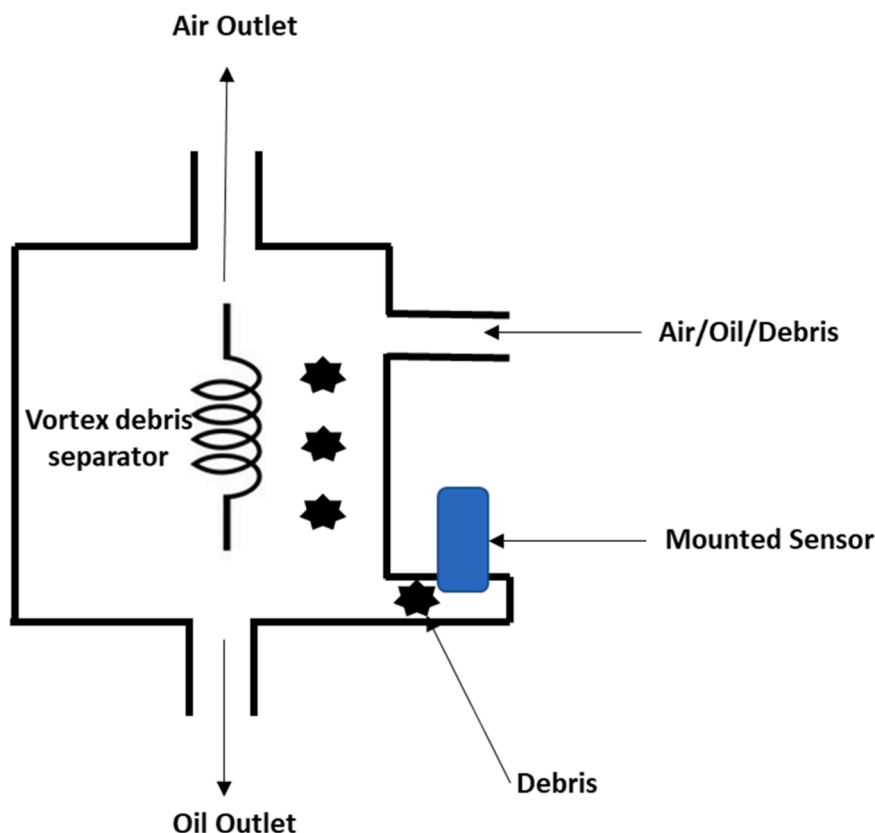 Air Outlet
Air/Oil/Debris
Vortex debris
separator
Mounted Sensor
Debris
Oil Outlet